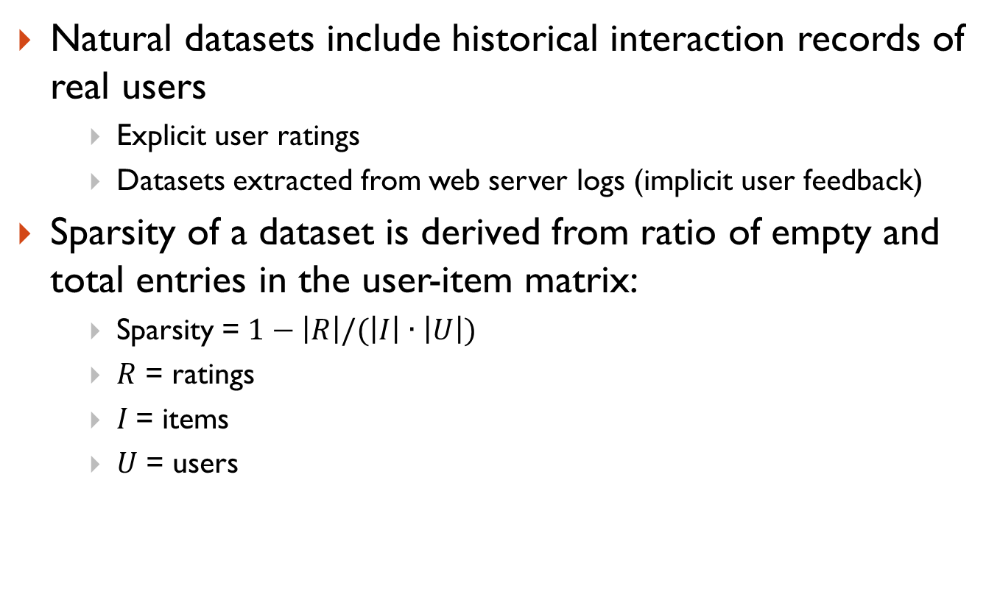 Natural datasets include historical interaction records of
real users
Explicit user ratings
Datasets extracted from web server logs (implicit user feedback)
Sparsity of a dataset is derived from ratio of empty and
total entries in the user-item matrix:
Sparsity = 1 − |R|/(|I| · |U|)
R = ratings
I = items
U = users